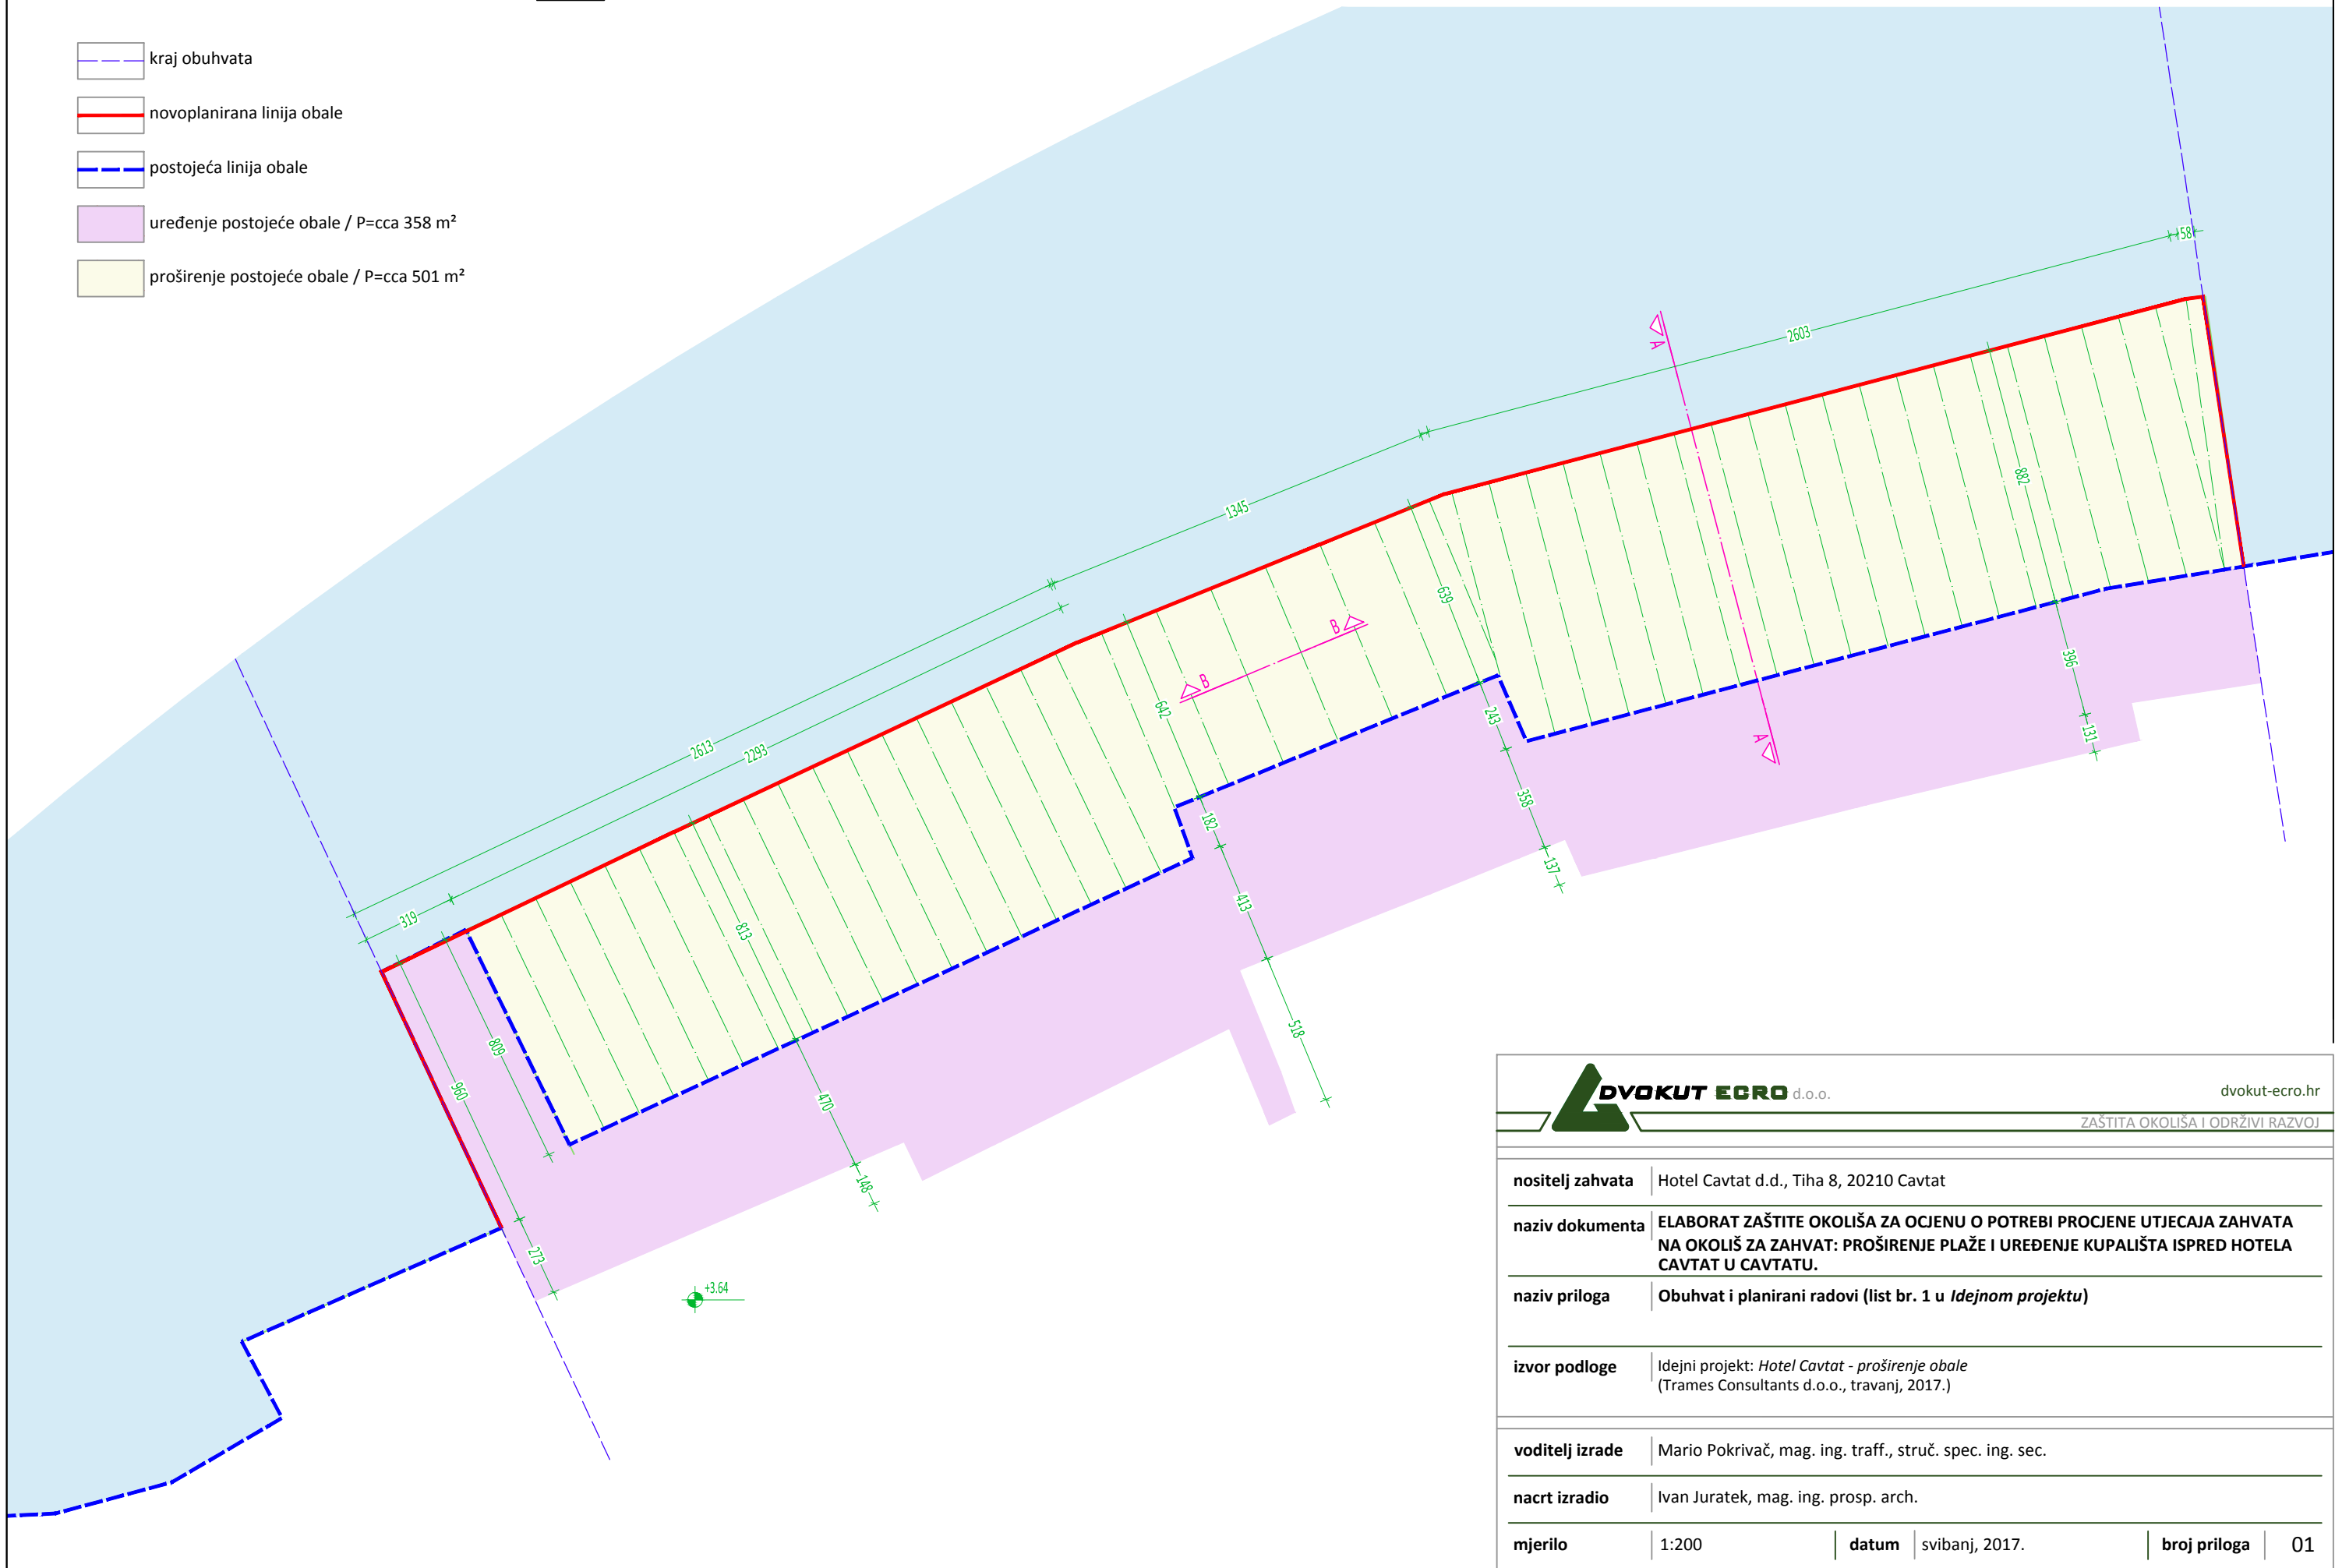 kraj obuhvata
novoplanirana linija obale
postojeća linija obale
uređenje postojeće obale / P=cca 358 m²
proširenje postojeće obale / P=cca 501 m²
58
2603
A
882
1345
639
B
396
642
B
243
131
A
2613
2293
358
182
137
319
813
413
518
809
960
470
148
273
+3.64
DVOKUT ECRO d.o.o.
dvokut-ecro.hr
ZAŠTITA OKOLIŠA I ODRŽIVI RAZVOJ
nositelj zahvata Hotel Cavtat d.d., Tiha 8, 20210 Cavtat
naziv dokumenta ELABORAT ZAŠTITE OKOLIŠA ZA OCJENU O POTREBI PROCJENE UTJECAJA ZAHVATA
NA OKOLIŠ ZA ZAHVAT: PROŠIRENJE PLAŽE I UREĐENJE KUPALIŠTA ISPRED HOTELA
CAVTAT U CAVTATU.
naziv priloga Obuhvat i planirani radovi (list br. 1 u Idejnom projektu)
izvor podloge Idejni projekt: Hotel Cavtat - proširenje obale
(Trames Consultants d.o.o., travanj, 2017.)
voditelj izrade Mario Pokrivač, mag. ing. traff., struč. spec. ing. sec.
nacrt izradio Ivan Juratek, mag. ing. prosp. arch.
mjerilo 1:200 datum svibanj, 2017. broj priloga 01